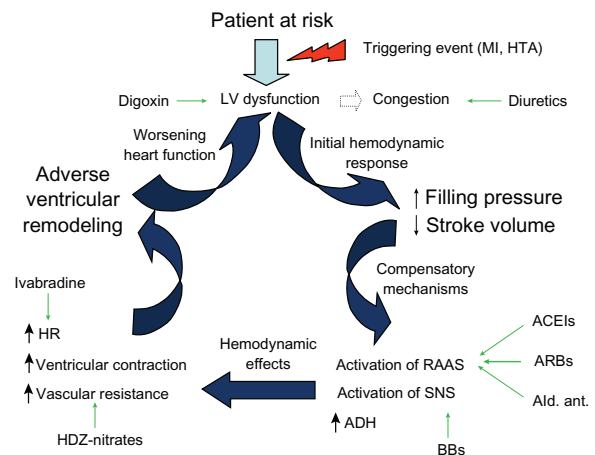 Patient at risk
Triggering event (MI, HTA)
Digoxin
LV dysfunction
Congestion
Diuretics
Worsening
heart function
Initial hemodynamic
response
Adverse
ventricular
remodeling
↑ Filling pressure
↓ Stroke volume
Compensatory
mechanisms
Ivabradine
↑ HR
↑ Ventricular contraction
↑ Vascular resistance
HDZ-nitrates
Hemodynamic
effects
Activation of RAAS
Activation of SNS
↑ ADH
BBs
ACEIs
ARBs
Ald. ant.